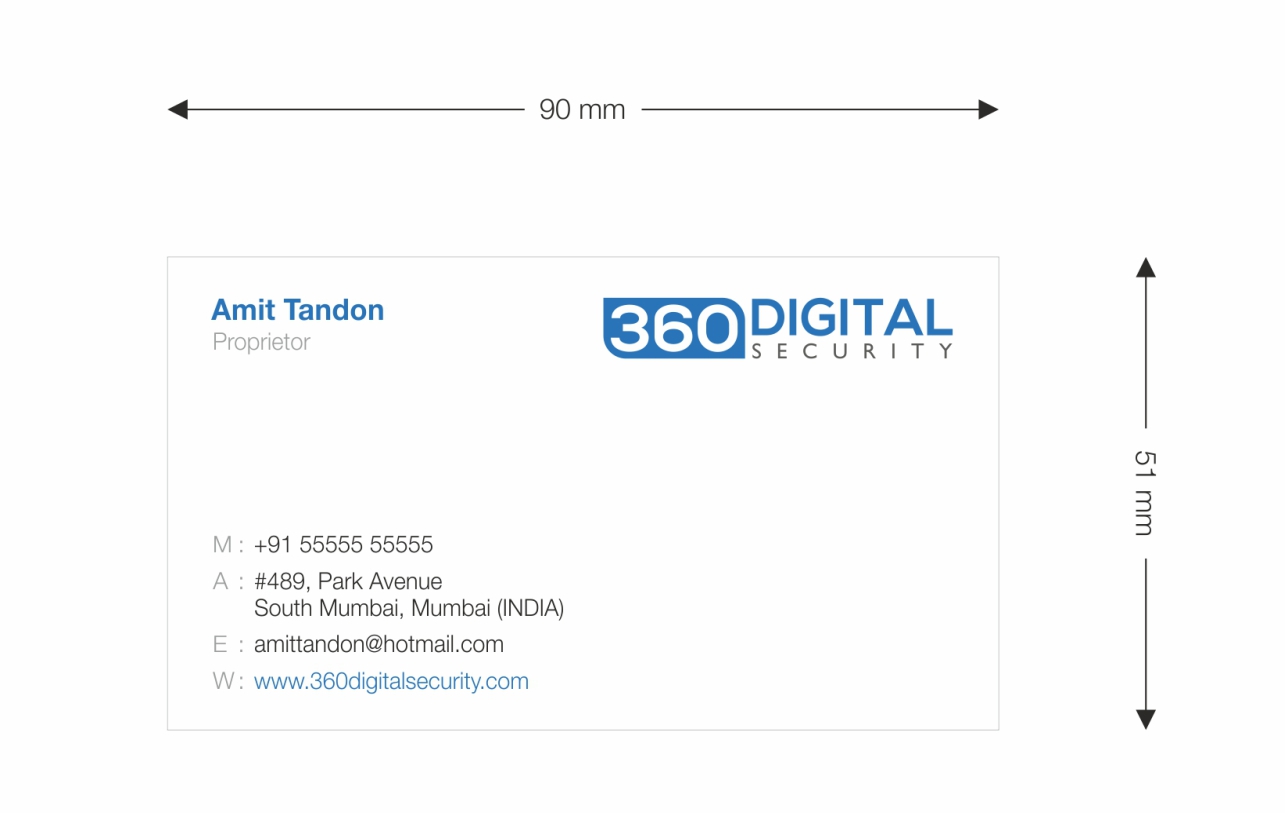 90 mm
Amit Tandon
Proprietor
360 DIGITAL
SECURITY
51 mm
M : +91 55555 55555
A : #489, Park Avenue
South Mumbai, Mumbai (INDIA)
E : amittandon@hotmail.com
W : www.360digitalsecurity.com